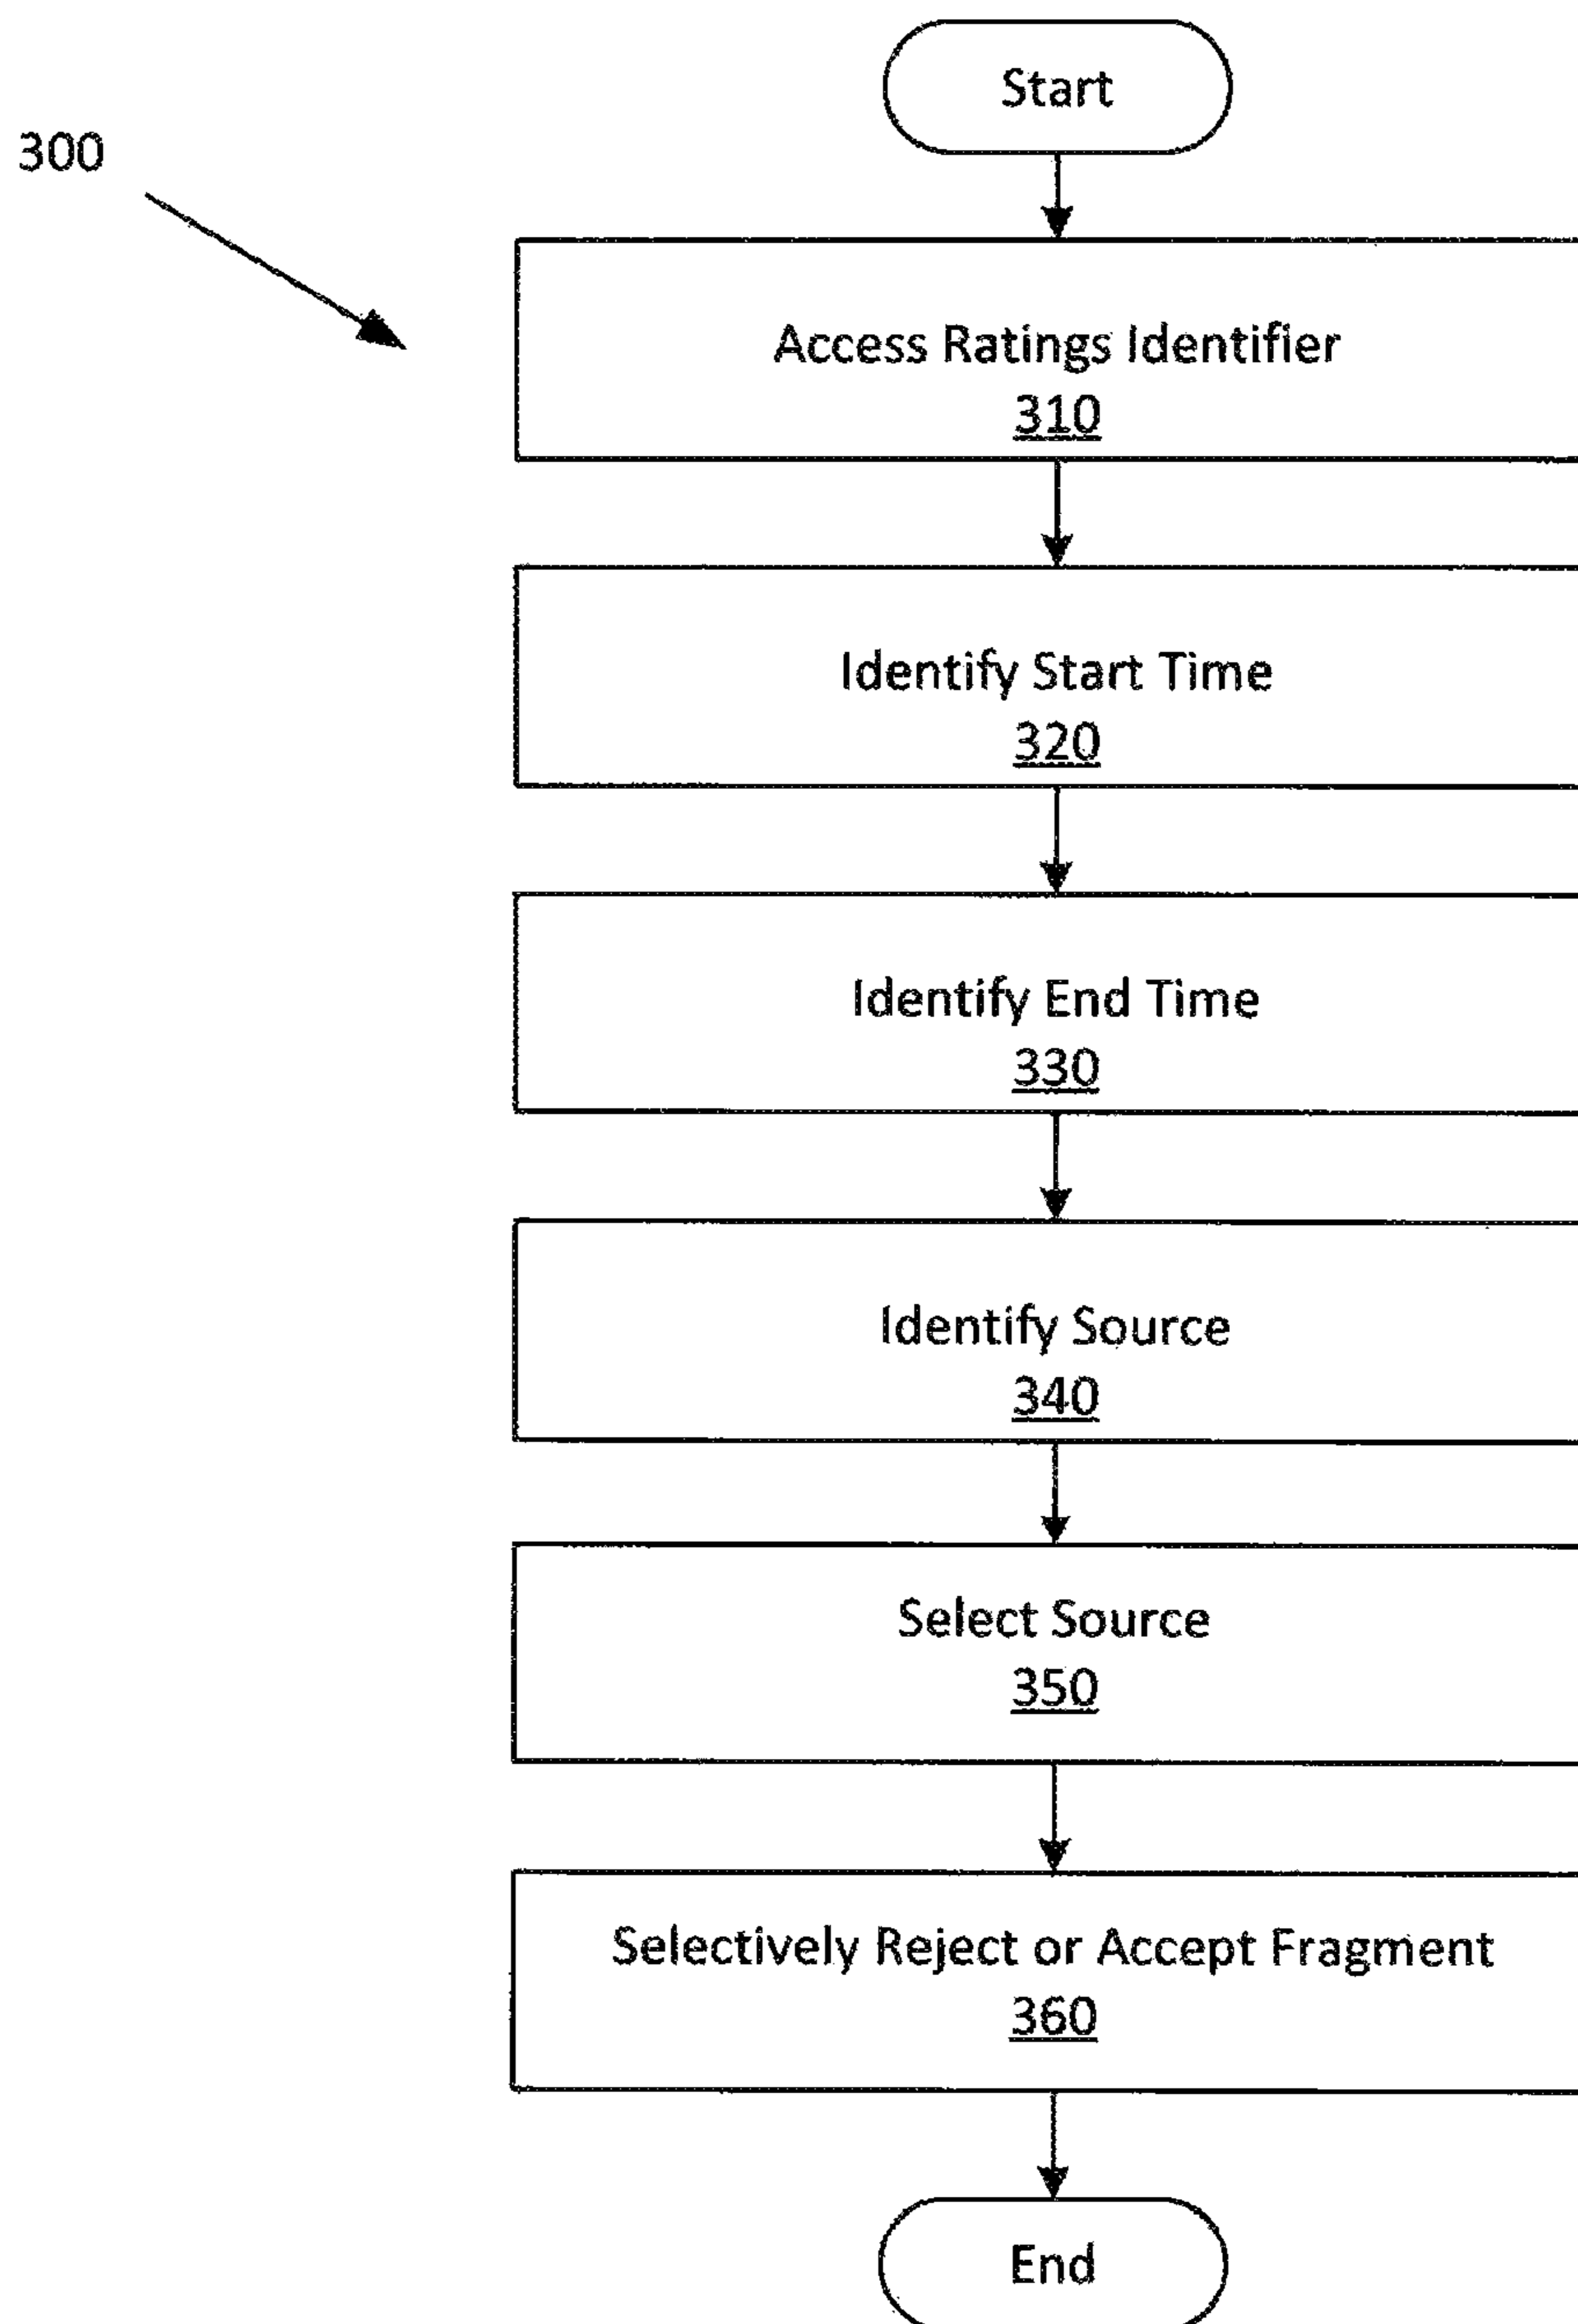 Start
300
Access Ratings Identifier
310
Identify Start Time
320
Identify End Time
330
Identify Source
340
Select Source
350
Selectively Reject or Accept Fragment
360
End